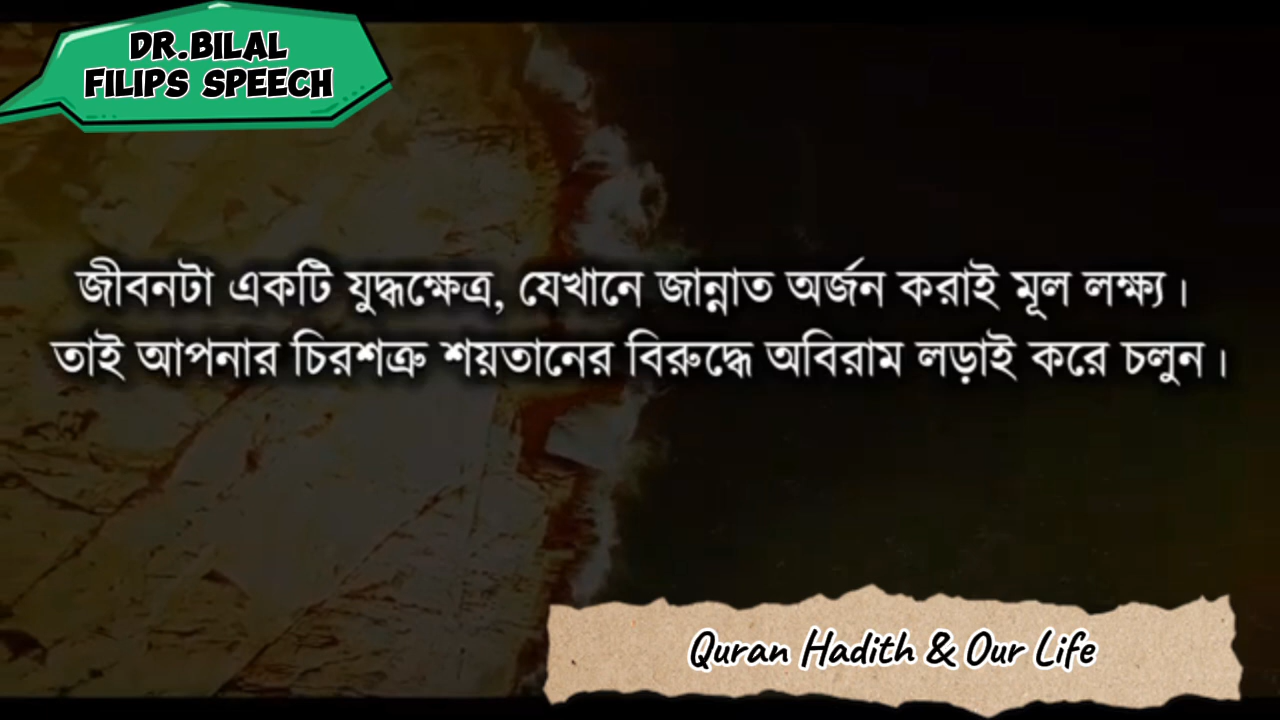 DR.BILAL
FILIPS SPEECH
জীবনটা একটি যুদ্ধক্ষেত্র, যেখানে জান্নাত অর্জন করাই মূল লক্ষ্য।
তাই আপনার চিরশত্রু শয়তানের বিরুদ্ধে অবিরাম লড়াই করে চলুন।
Quran Hadith & Our Life